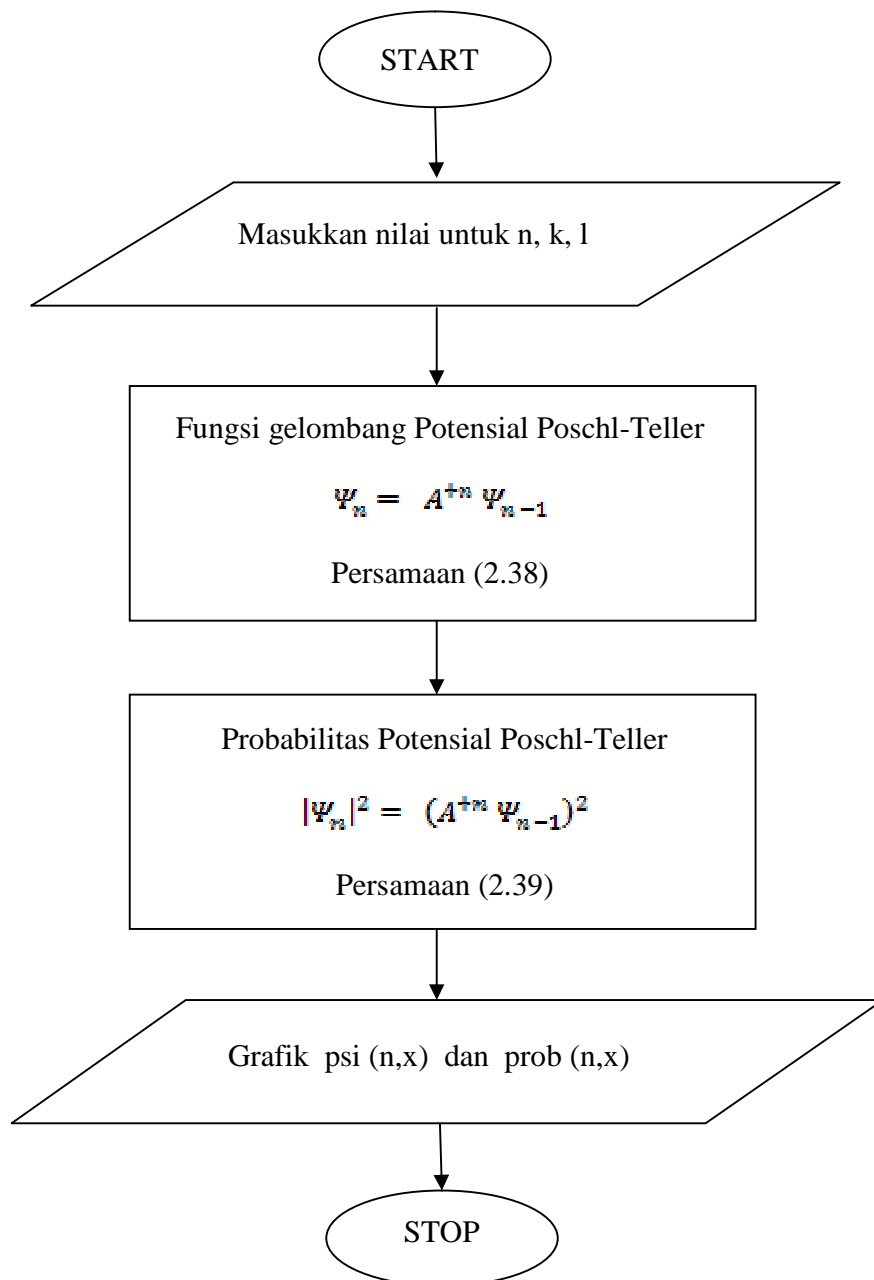 START
Masukkan nilai untuk n, k, l
Fungsi gelombang Potensial Poschl-Teller
Ψₙ = A⁺ⁿ Ψₙ₋₁
Persamaan (2.38)
Probabilitas Potensial Poschl-Teller
|Ψₙ|² = (A⁺ⁿ Ψₙ₋₁)²
Persamaan (2.39)
Grafik psi (n,x) dan prob (n,x)
STOP